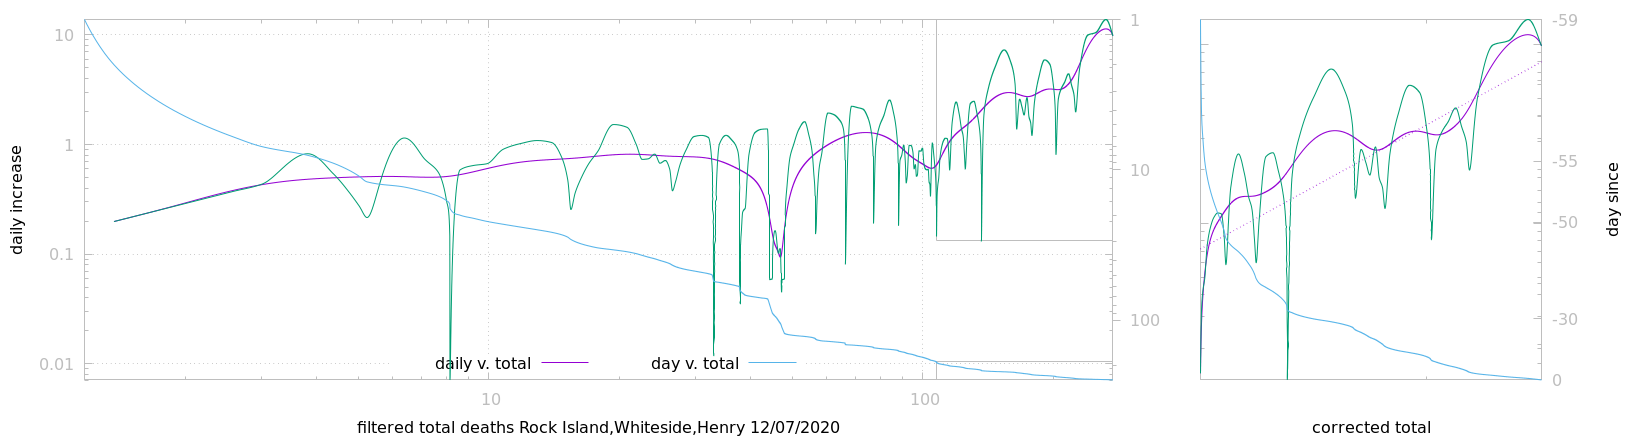 10
1
0.1
0.01
daily increase
daily v. total
day v. total
10
100
1
10
100
filtered total deaths Rock Island,Whiteside,Henry 12/07/2020
-59
-55
-50
-30
0
day since
corrected total